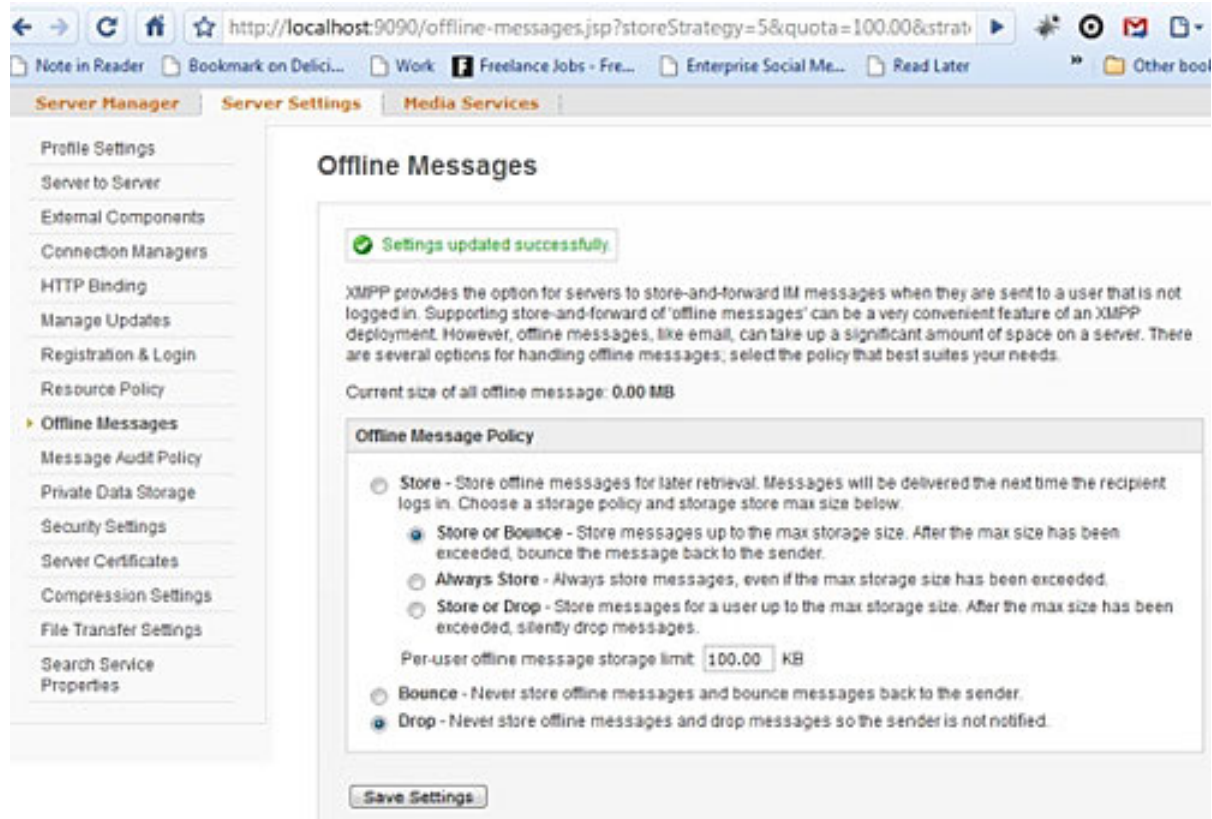 http://localhost:9090/offline-messages.jsp?storeStrategy=5&quota=100.00&strat
Note in Reader Bookmark on Delici... Work Freelance Jobs - Fre... Enterprise Social Me... Read Later » Other book
Server Manager Server Settings Media Services
Profile Settings
Server to Server
External Components
Connection Managers
HTTP Binding
Manage Updates
Registration & Login
Resource Policy
Offline Messages
Message Audit Policy
Private Data Storage
Security Settings
Server Certificates
Compression Settings
File Transfer Settings
Search Service
Properties
Offline Messages
Settings updated successfully.
XMPP provides the option for servers to store-and-forward IM messages when they are sent to a user that is not
logged in. Supporting store-and-forward of 'offline messages' can be a very convenient feature of an XMPP
deployment. However, offline messages, like email, can take up a significant amount of space on a server. There
are several options for handling offline messages; select the policy that best suites your needs.
Current size of all offline message: 0.00 MB
Offline Message Policy
Store - Store offline messages for later retrieval. Messages will be delivered the next time the recipient
logs in. Choose a storage policy and storage store max size below.
Store or Bounce - Store messages up to the max storage size. After the max size has been
exceeded, bounce the message back to the sender.
Always Store - Always store messages, even if the max storage size has been exceeded.
Store or Drop - Store messages for a user up to the max storage size. After the max size has been
exceeded, silently drop messages.
Per-user offline message storage limit: 100.00 KB
Bounce - Never store offline messages and bounce messages back to the sender.
Drop - Never store offline messages and drop messages so the sender is not notified.
Save Settings